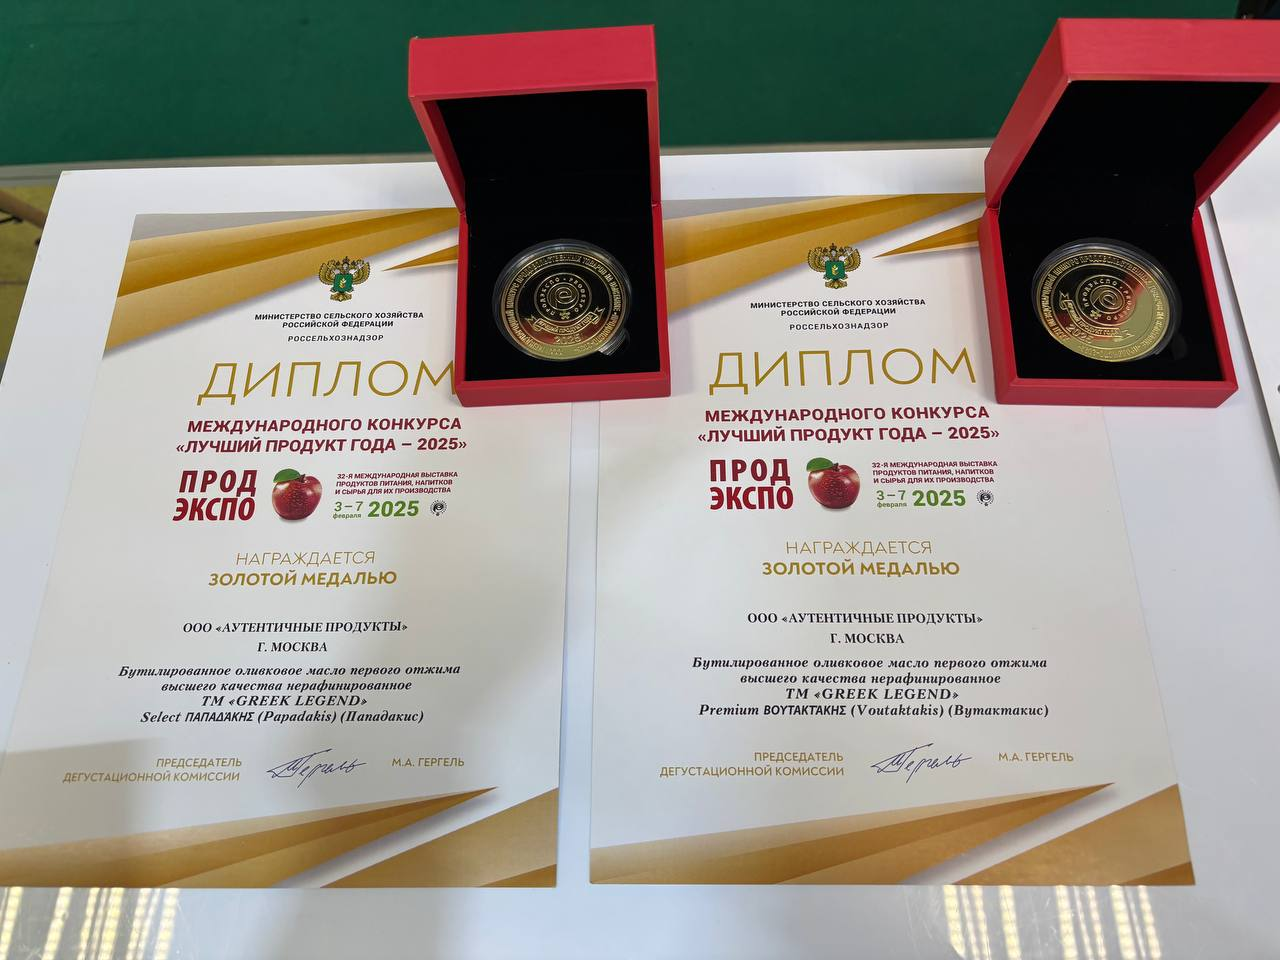 МИНИСТЕРСТВО СЕЛЬСКОГО ХОЗЯЙСТВА
РОССИЙСКОЙ ФЕДЕРАЦИИ
РОССЕЛЬХОЗНАДЗОР
ДИПЛОМ
МЕЖДУНАРОДНОГО КОНКУРСА
«ЛУЧШИЙ ПРОДУКТ ГОДА – 2025»
ПРОД
ЭКСПО
32-Я МЕЖДУНАРОДНАЯ ВЫСТАВКА
ПРОДУКТОВ ПИТАНИЯ, НАПИТКОВ
И СЫРЬЯ ДЛЯ ИХ ПРОИЗВОДСТВА
3–7
февраля
2025
НАГРАЖДАЕТСЯ
ЗОЛОТОЙ МЕДАЛЬЮ
ООО «АУТЕНТИЧНЫЕ ПРОДУКТЫ»
Г. МОСКВА
Бутилированное оливковое масло первого отжима
высшего качества нерафинированное
ТМ «GREEK LEGEND»
Select ΠΑΠΑΔΆΚΗΣ (Papadakis) (Пападакис)
ПРЕДСЕДАТЕЛЬ
ДЕГУСТАЦИОННОЙ КОМИССИИ
М.А. ГЕРГЕЛЬ
МИНИСТЕРСТВО СЕЛЬСКОГО ХОЗЯЙСТВА
РОССИЙСКОЙ ФЕДЕРАЦИИ
РОССЕЛЬХОЗНАДЗОР
ДИПЛОМ
МЕЖДУНАРОДНОГО КОНКУРСА
«ЛУЧШИЙ ПРОДУКТ ГОДА – 2025»
ПРОД
ЭКСПО
32-Я МЕЖДУНАРОДНАЯ ВЫСТАВКА
ПРОДУКТОВ ПИТАНИЯ, НАПИТКОВ
И СЫРЬЯ ДЛЯ ИХ ПРОИЗВОДСТВА
3–7
февраля
2025
НАГРАЖДАЕТСЯ
ЗОЛОТОЙ МЕДАЛЬЮ
ООО «АУТЕНТИЧНЫЕ ПРОДУКТЫ»
Г. МОСКВА
Бутилированное оливковое масло первого отжима
высшего качества нерафинированное
ТМ «GREEK LEGEND»
Premium ΒΟΥΤΑΚΤΆΚΗΣ (Voutaktakis) (Вутактакис)
ПРЕДСЕДАТЕЛЬ
ДЕГУСТАЦИОННОЙ КОМИССИИ
М.А. ГЕРГЕЛЬ
ПРОДЭКСПО
2025
ПРОДЭКСПО